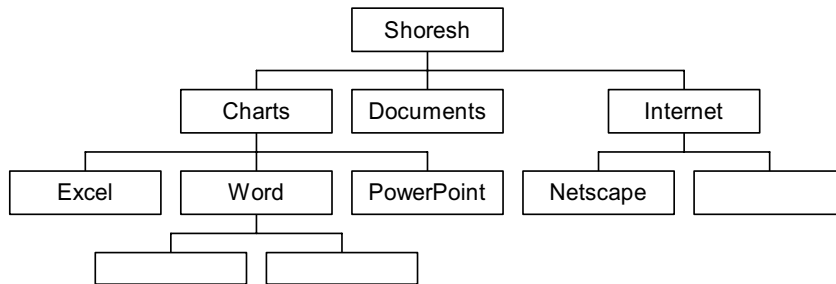 Shoresh
Charts
Documents
Internet
Excel
Word
PowerPoint
Netscape